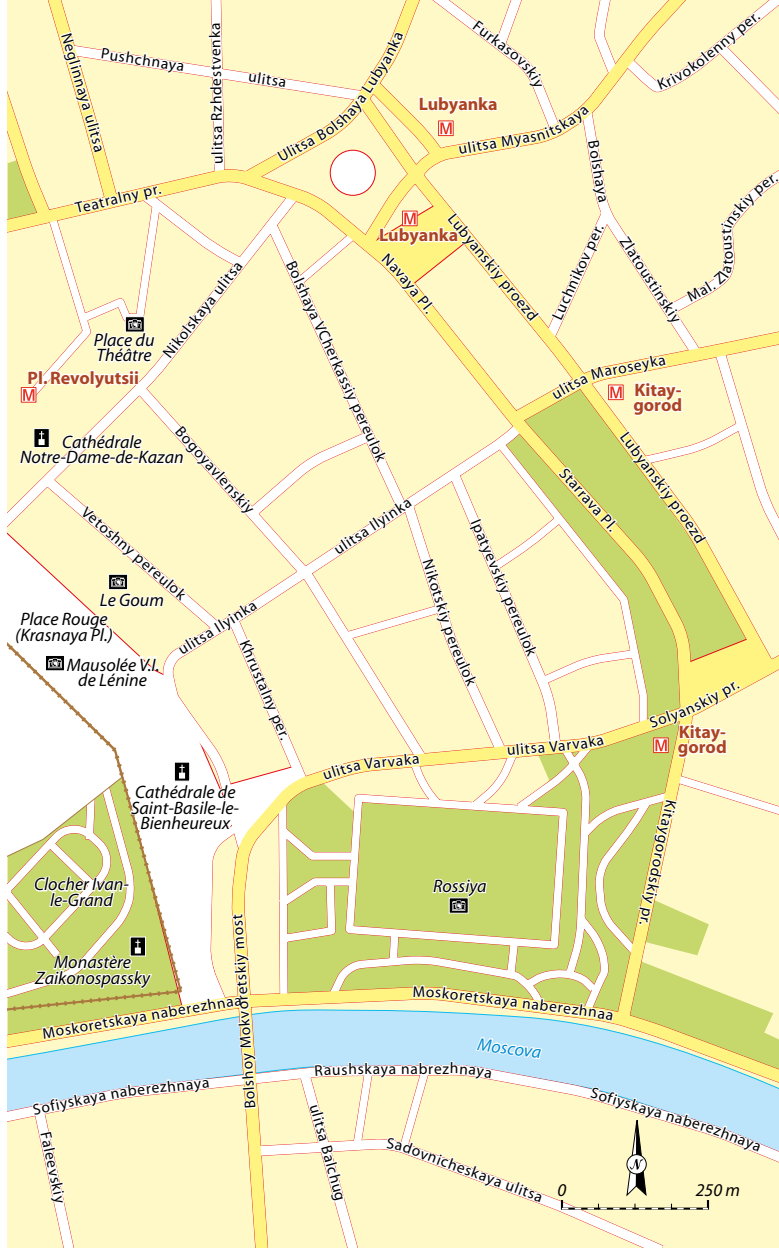 Neglinnaya ulitsa
Pushchnaya
ulitsa
ulitsa Rzhdestvenka
Ulitsa Bolshaya Lubyanka
Furkasovskiy
Krivokolenny per.
Lubyanka
M
ulitsa Myasnitskaya
Bolshaya
Zlatoustinskiy
Teatralny pr.
M
Lubyanka
Lubyanskiy proezd
Navaya Pl.
Luchnikov per.
Mal. Zlatoustinskiy per.
Nikolskaya ulitsa
Bolshaya VCherkassiy pereulok
Place du
Théâtre
Pl. Revolyutsii
M
ulitsa Maroseyka
M
Kitay-
gorod
Cathédrale
Notre-Dame-de-Kazan
Bogoyavlenskiy
Lubyanskiy proezd
Starrava Pl.
Vetoshny pereulok
ulitsa Ilyinka
Ipatyevskiy pereulok
Nikotskiy pereulok
Le Goum
Place Rouge
(Krasnaya Pl.)
ulitsa Ilyinka
Khrustalny per.
Mausolée V.I.
de Lénine
Solyanskiy pr.
M
Kitay-
gorod
ulitsa Varvaka
ulitsa Varvaka
Cathédrale de
Saint-Basile-le-
Bienheureux
Kitaygorodskiy pr.
Clocher Ivan-
le-Grand
Rossiya
Monastère
Zaikonospassky
Bolshoy Mokvoretskiy most
Moskoretskaya naberezhnaa
Moskoretskaya naberezhnaa
Moscova
Sofiyskaya naberezhnaya
Raushskaya nabrezhnaya
Sofiyskaya naberezhnaya
Faleevskiy
ulitsa Balchug
Sadovnicheskaya ulitsa
N
0
250 m